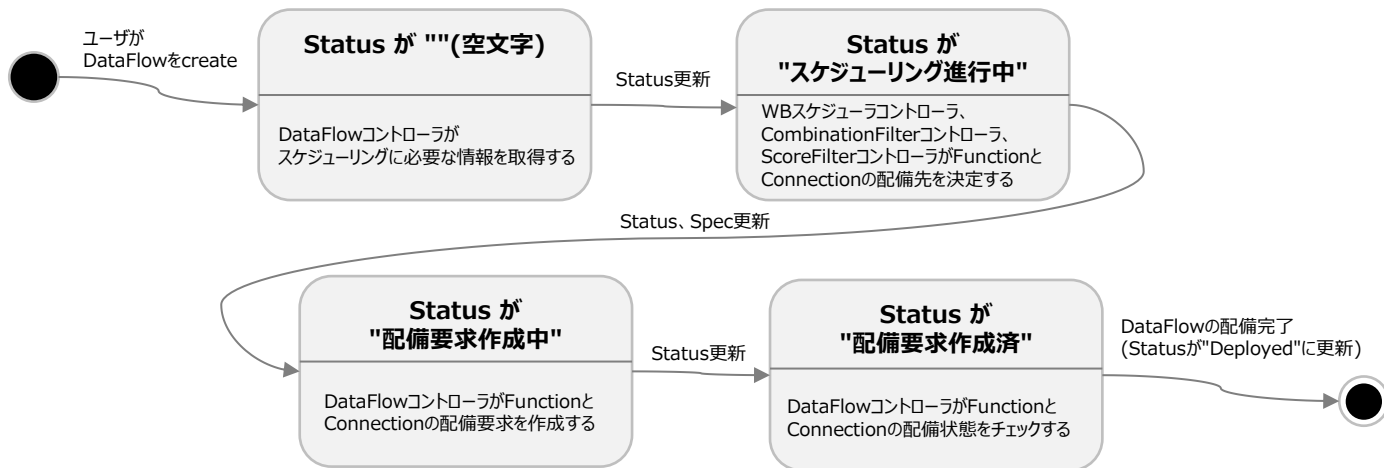 ユーザが
DataFlowをcreate
Status が ""(空文字)
DataFlowコントローラが
スケジューリングに必要な情報を取得する
Status更新
Status が
"スケジューリング進行中"
WBスケジューラコントローラ、
CombinationFilterコントローラ、
ScoreFilterコントローラがFunctionと
Connectionの配備先を決定する
Status、Spec更新
Status が
"配備要求作成中"
DataFlowコントローラがFunctionと
Connectionの配備要求を作成する
Status更新
Status が
"配備要求作成済"
DataFlowコントローラがFunctionと
Connectionの配備状態をチェックする
DataFlowの配備完了
(Statusが"Deployed"に更新)